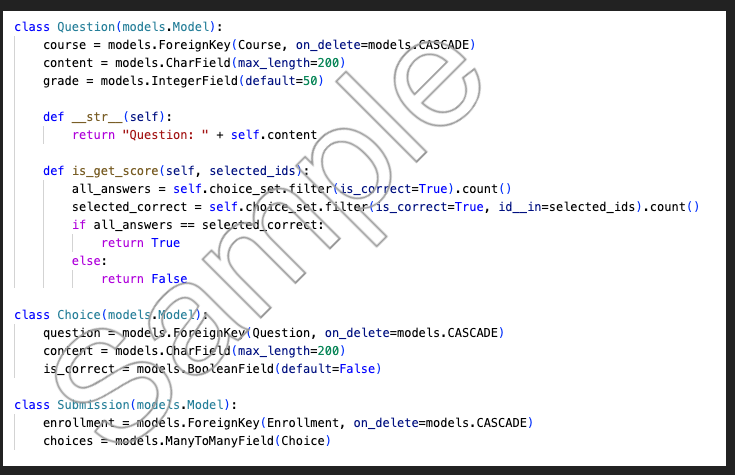 class Question(models.Model):
    course = models.ForeignKey(Course, on_delete=models.CASCADE)
    content = models.CharField(max_length=200)
    grade = models.IntegerField(default=50)

    def __str__(self):
        return "Question: " + self.content

    def is_get_score(self, selected_ids):
        all_answers = self.choice_set.filter(is_correct=True).count()
        selected_correct = self.choice_set.filter(is_correct=True, id__in=selected_ids).count()
        if all_answers == selected_correct:
            return True
        else:
            return False

class Choice(models.Model):
    question = models.ForeignKey(Question, on_delete=models.CASCADE)
    content = models.CharField(max_length=200)
    is_correct = models.BooleanField(default=False)

class Submission(models.Model):
    enrollment = models.ForeignKey(Enrollment, on_delete=models.CASCADE)
    choices = models.ManyToManyField(Choice)
Sample